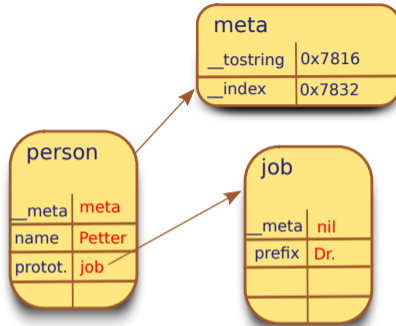 meta
__tostring 0x7816
__index 0x7832
person
__meta meta
name Petter
protot. job
job
__meta nil
prefix Dr.